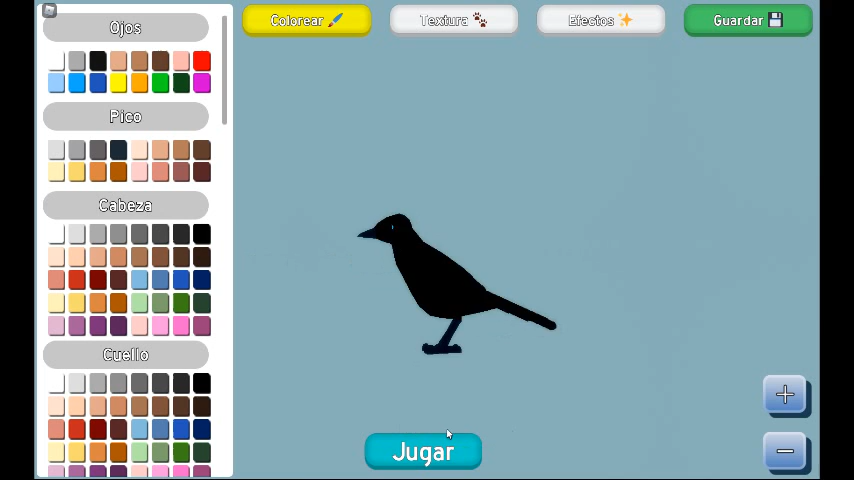 Ojos
Colorear
Textura
Efectos
Guardar
Pico
Cabeza
Cuello
Jugar